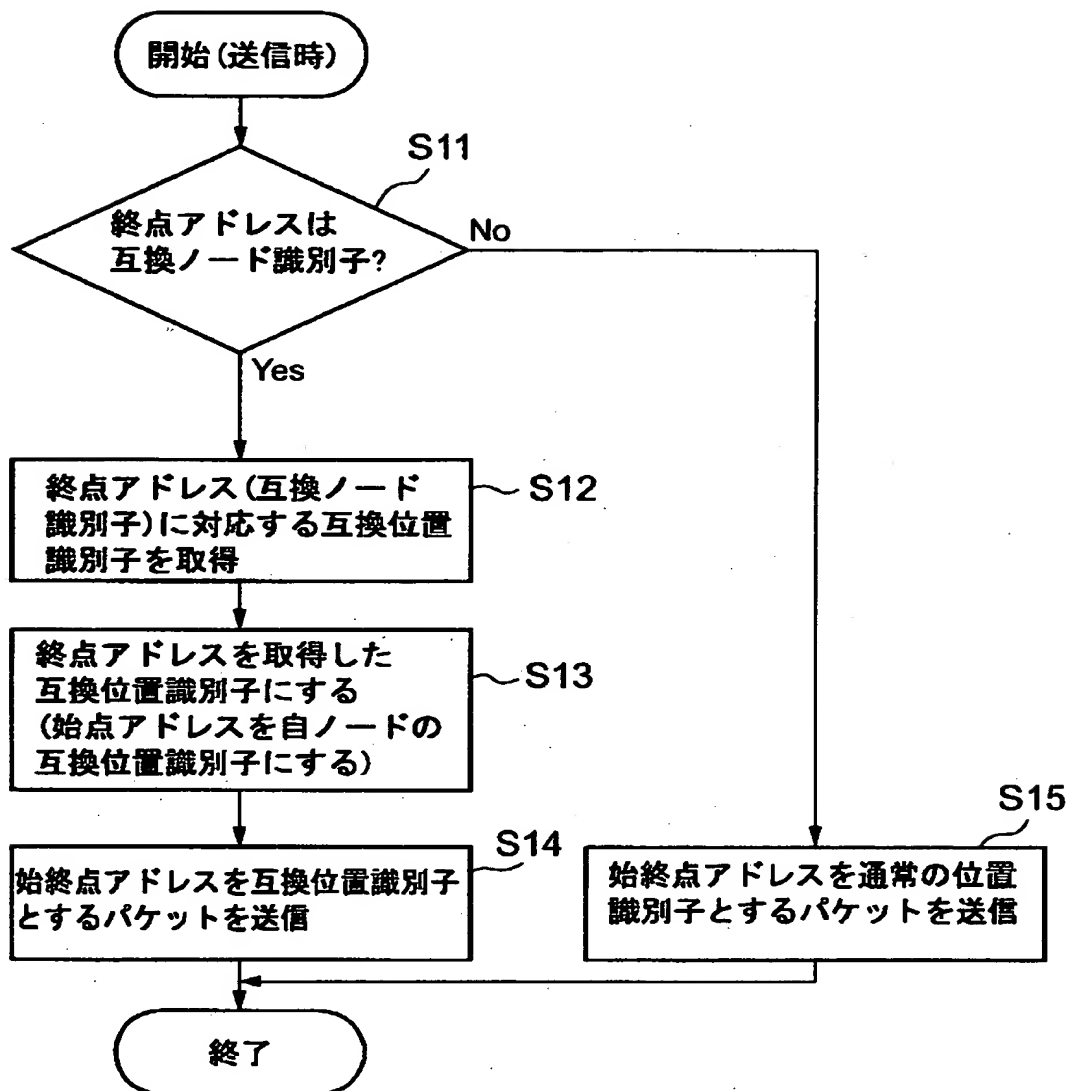 開始(送信時)
S11
終点アドレスは
互換ノード識別子?
No
Yes
終点アドレス(互換ノード
識別子)に対応する互換位置
識別子を取得
S12
終点アドレスを取得した
互換位置識別子にする
(始点アドレスを自ノードの
互換位置識別子にする)
S13
始終点アドレスを互換位置識別子
とするパケットを送信
S14
S15
始終点アドレスを通常の位置
識別子とするパケットを送信
終了